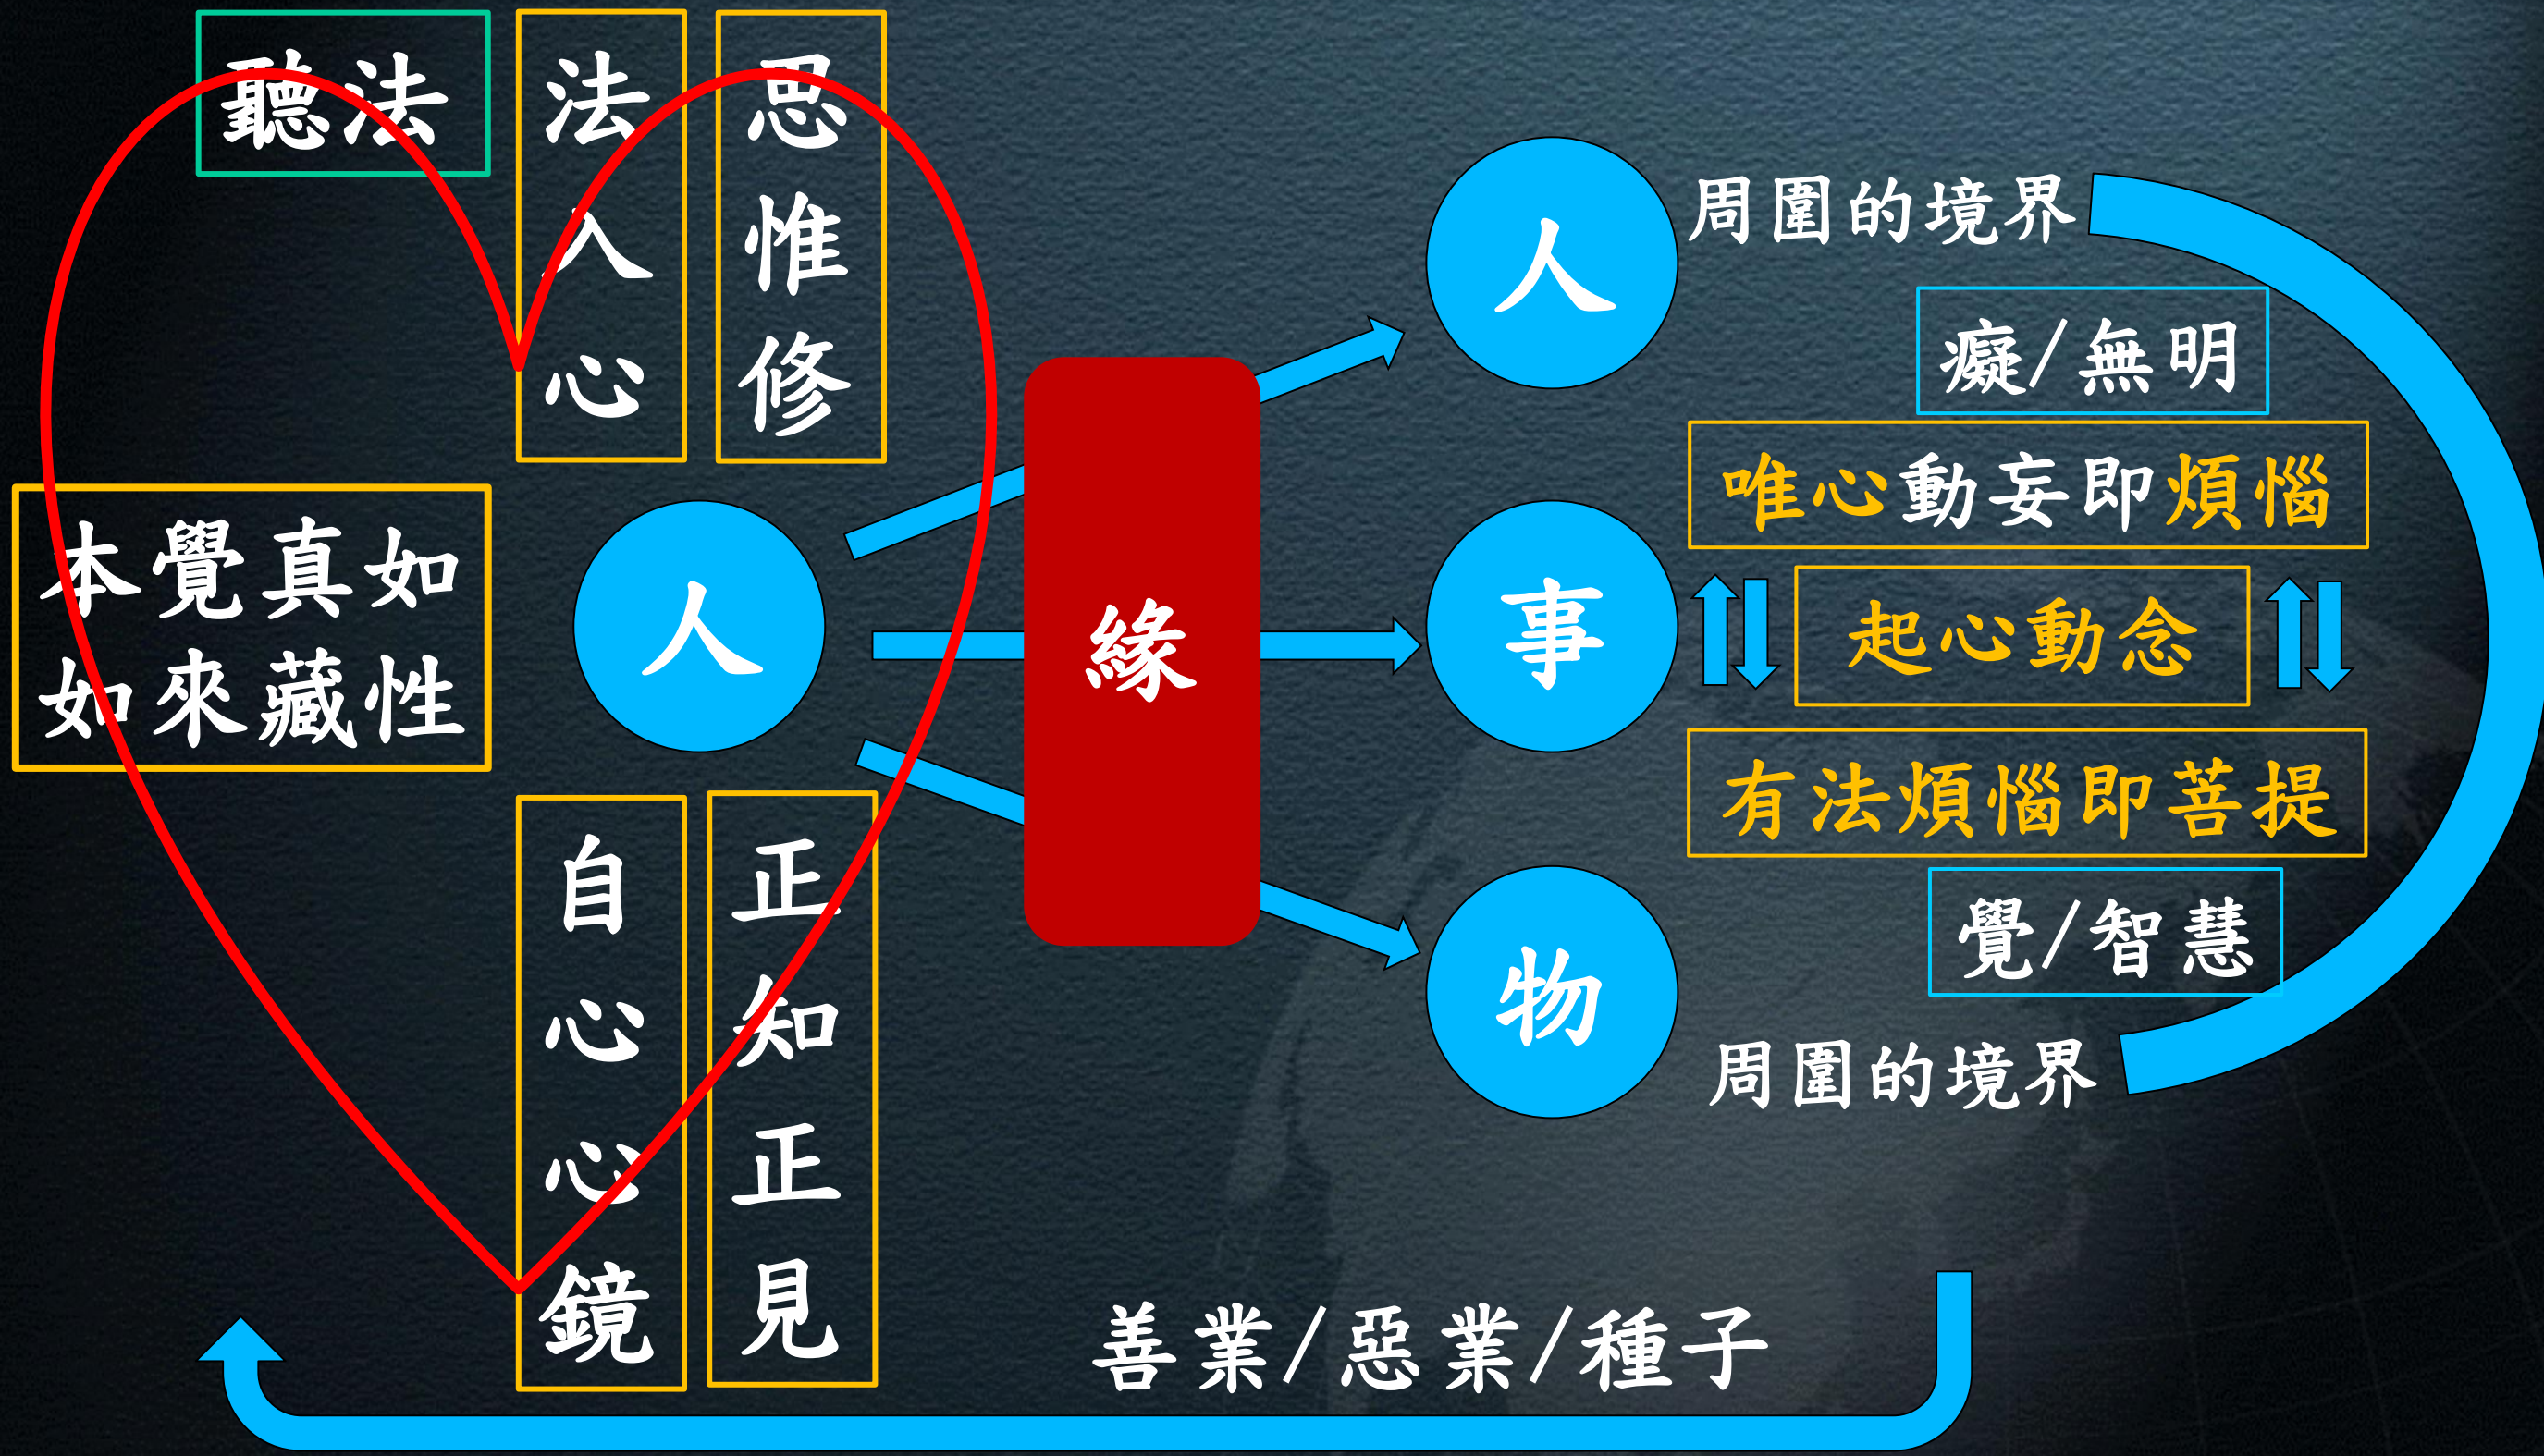 聽法
法入心
思惟修
本覺真如
如來藏性
人
自心心鏡
正知正見
緣
人
事
物
周圍的境界
癡/無明
唯心動妄即煩惱
起心動念
有法煩惱即菩提
覺/智慧
周圍的境界
善業/惡業/種子